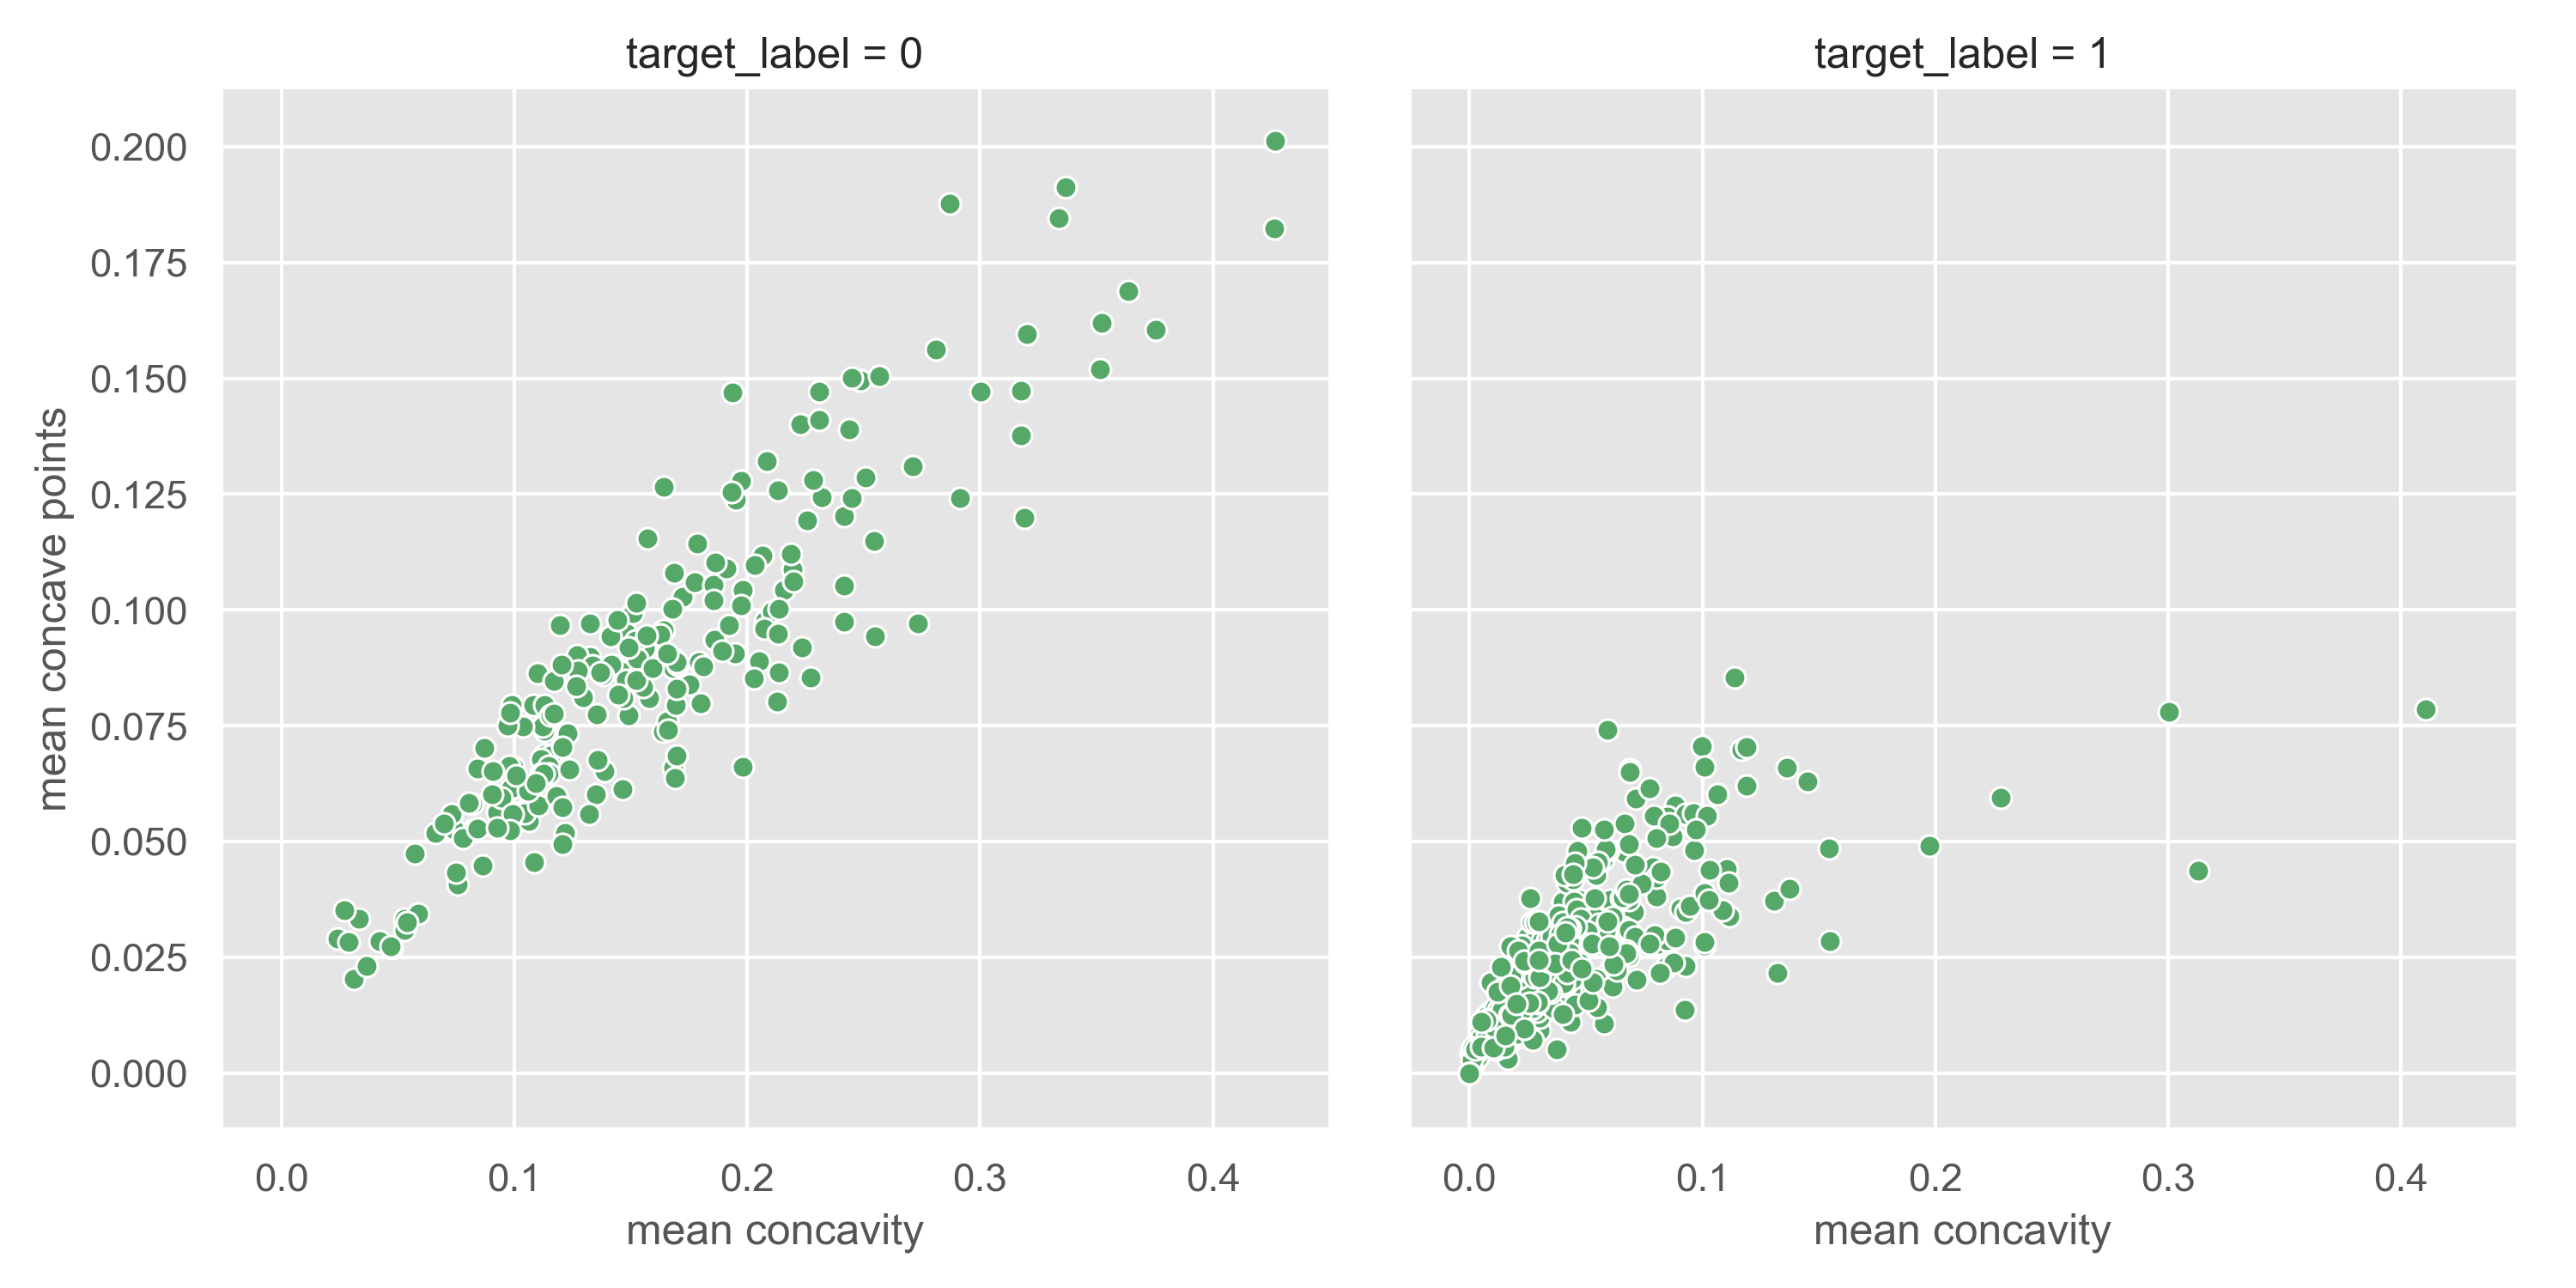 target_label = 0
target_label = 1
mean concave points
0.200
0.175
0.150
0.125
0.100
0.075
0.050
0.025
0.000
0.0 0.1 0.2 0.3 0.4
0.0 0.1 0.2 0.3 0.4
mean concavity
mean concavity